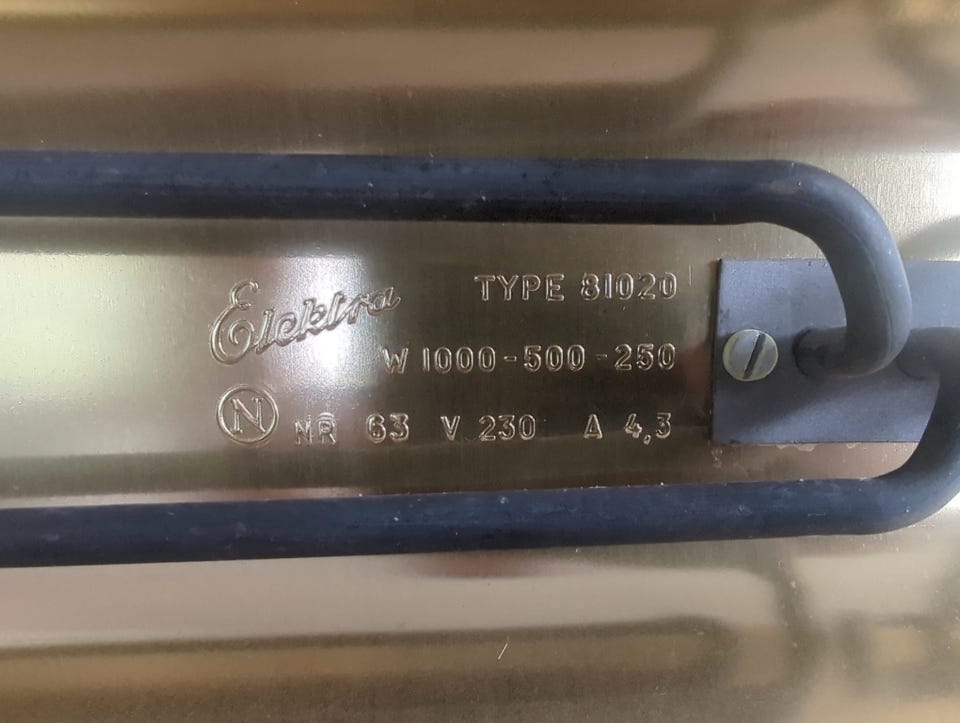 Elektra TYPE 81020
W 1000-500-250
N NR 63 V 230 A 4,3